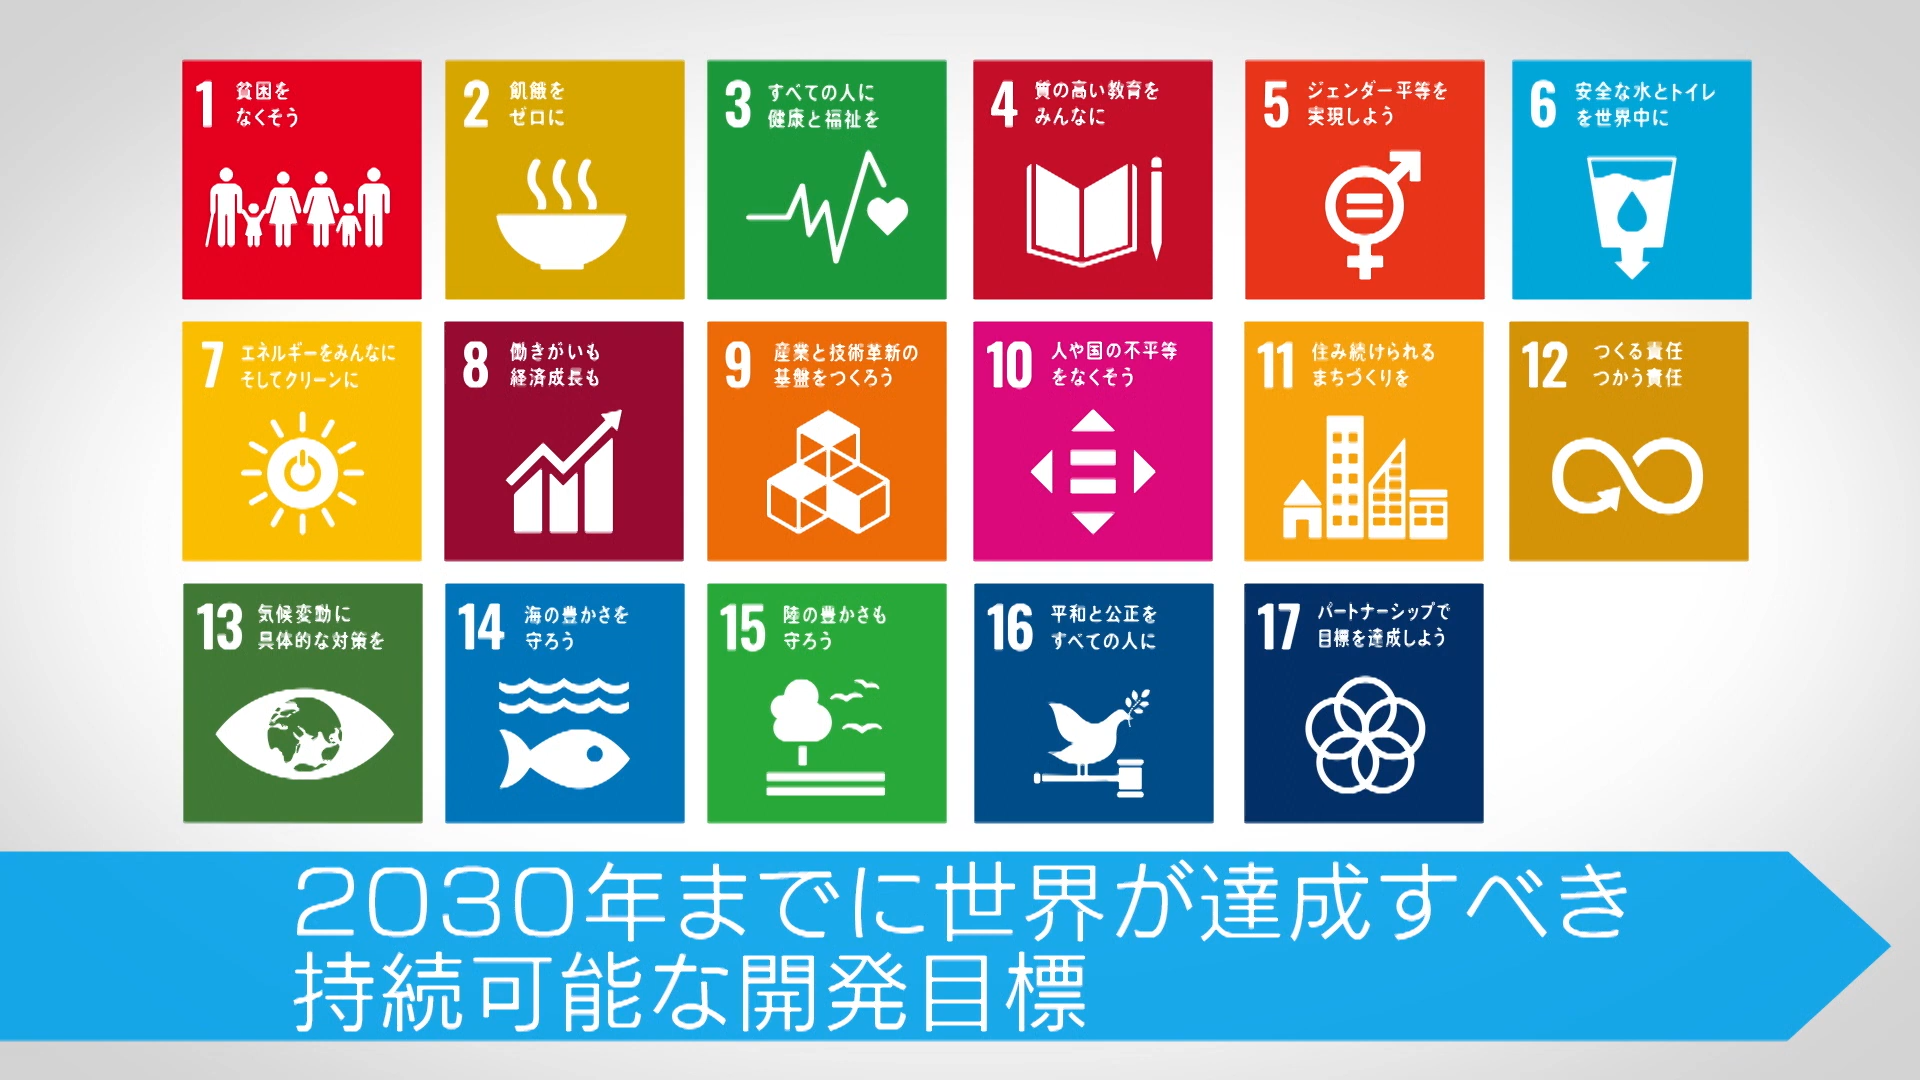 1 貧困を
なくそう
2 飢餓を
ゼロに
3 すべての人に
健康と福祉を
4 質の高い教育を
みんなに
5 ジェンダー平等を
実現しよう
6 安全な水とトイレ
を世界中に
7 エネルギーをみんなに
そしてクリーンに
8 働きがいも
経済成長も
9 産業と技術革新の
基盤をつくろう
10 人や国の不平等
をなくそう
11 住み続けられる
まちづくりを
12 つくる責任
つかう責任
13 気候変動に
具体的な対策を
14 海の豊かさを
守ろう
15 陸の豊かさも
守ろう
16 平和と公正を
すべての人に
17 パートナーシップで
目標を達成しよう
2030年までに世界が達成すべき
持続可能な開発目標